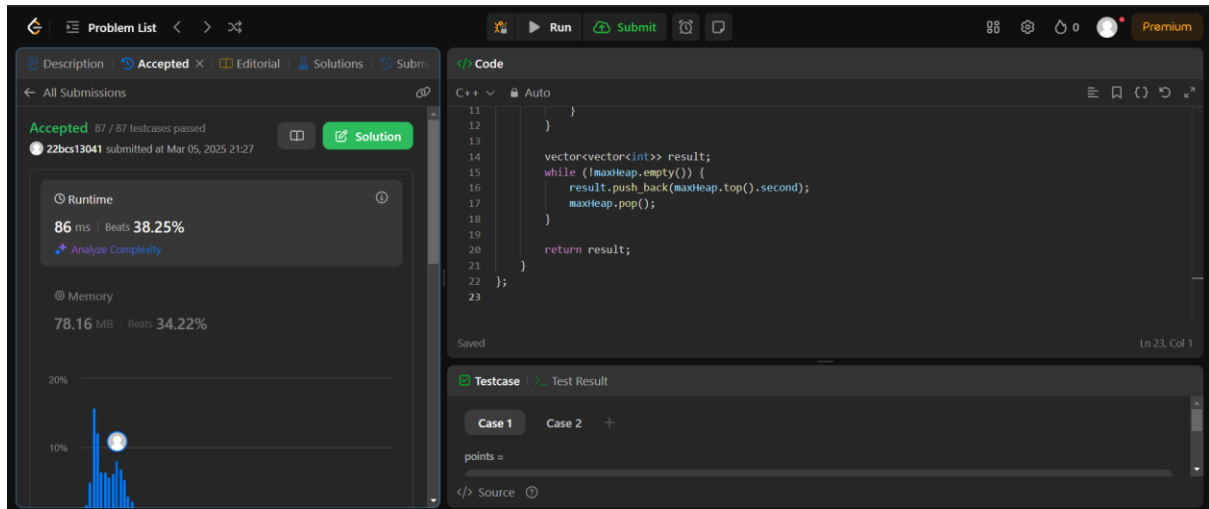 Problem List
Run
Submit
0
Premium
Description
Accepted
Editorial
Solutions
Submi
All Submissions
Accepted 87 / 87 testcases passed
22bcs13041 submitted at Mar 05, 2025 21:27
Solution
Runtime
86 ms | Beats 38.25%
Analyze Complexity
Memory
78.16 MB | Beats 34.22%
20%
10%
</> Code
C++
Auto
11 }
12 }
13
14 vector<vector<int>> result;
15 while (!maxHeap.empty()) {
16 result.push_back(maxHeap.top().second);
17 maxHeap.pop();
18 }
19
20 return result;
21 }
22 };
23
Saved
Ln 23, Col 1
Testcase
>_ Test Result
Case 1
Case 2
+
points =
</> Source